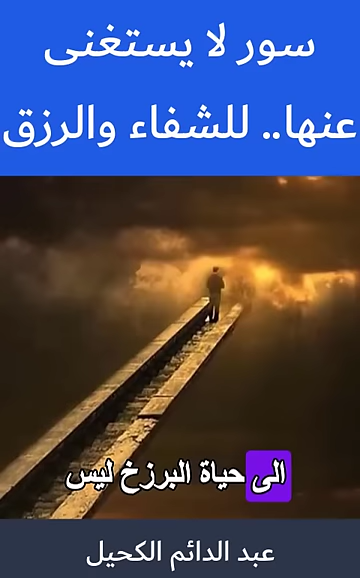 سور لا يستغنى
عنها.. للشفاء والرزق
الى حياة البرزخ ليس
عبد الدائم الكحيل